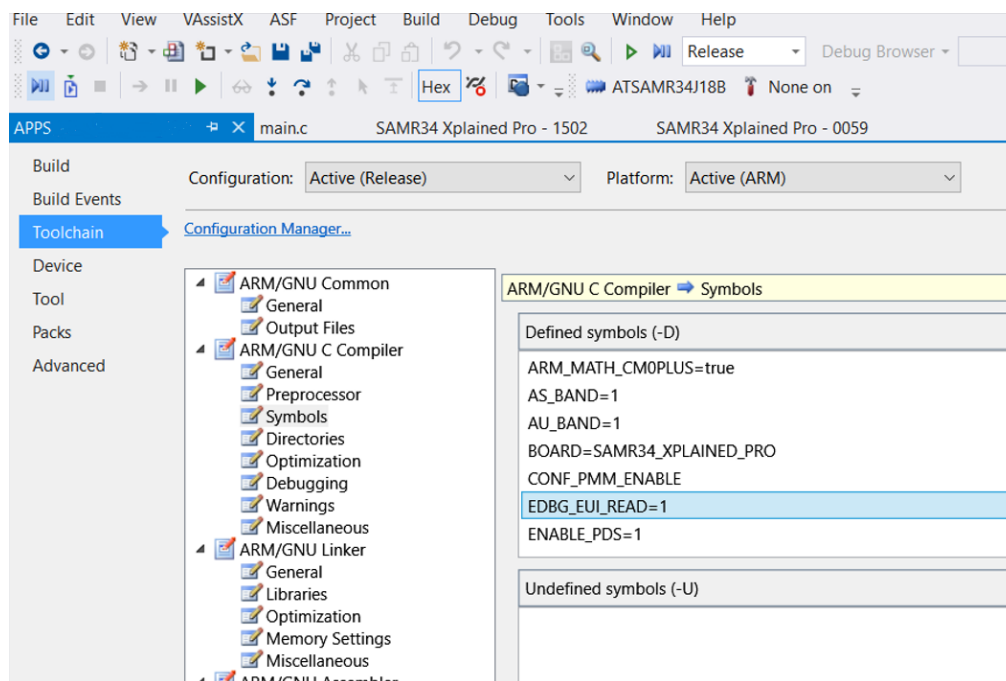 File Edit View VAssistX ASF Project Build Debug Tools Window Help
Release Debug Browser
Hex ATSAMR34J18B None on
APPS main.c SAMR34 Xplained Pro - 1502 SAMR34 Xplained Pro - 0059
Build
Build Events
Toolchain
Device
Tool
Packs
Advanced
Configuration: Active (Release) Platform: Active (ARM)
Configuration Manager...
ARM/GNU Common
General
Output Files
ARM/GNU C Compiler
General
Preprocessor
Symbols
Directories
Optimization
Debugging
Warnings
Miscellaneous
ARM/GNU Linker
General
Libraries
Optimization
Memory Settings
Miscellaneous
ARM/GNU Assembler
ARM/GNU C Compiler Symbols
Defined symbols (-D)
ARM_MATH_CM0PLUS=true
AS_BAND=1
AU_BAND=1
BOARD=SAMR34_XPLAINED_PRO
CONF_PMM_ENABLE
EDBG_EUI_READ=1
ENABLE_PDS=1
Undefined symbols (-U)